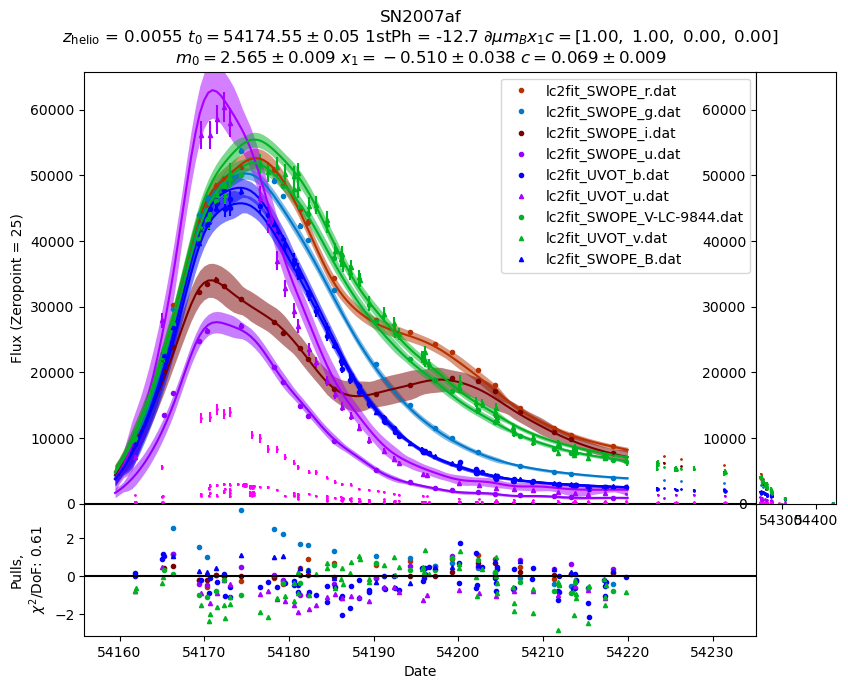 SN2007af
z_helio = 0.0055 t_0 = 54174.55 ± 0.05 1stPh = -12.7 ∂μm_Bx_1c = [1.00, 1.00, 0.00, 0.00]
m_0 = 2.565 ± 0.009 x_1 = −0.510 ± 0.038 c = 0.069 ± 0.009
lc2fit_SWOPE_r.dat
lc2fit_SWOPE_g.dat
lc2fit_SWOPE_i.dat
lc2fit_SWOPE_u.dat
lc2fit_UVOT_b.dat
lc2fit_UVOT_u.dat
lc2fit_SWOPE_V-LC-9844.dat
lc2fit_UVOT_v.dat
lc2fit_SWOPE_B.dat
Flux (Zeropoint = 25)
60000
50000
40000
30000
20000
10000
0
60000
50000
40000
30000
20000
10000
0
54300
54400
Pulls,
χ²/DoF: 0.61
2
0
−2
54160 54170 54180 54190 54200 54210 54220 54230
Date